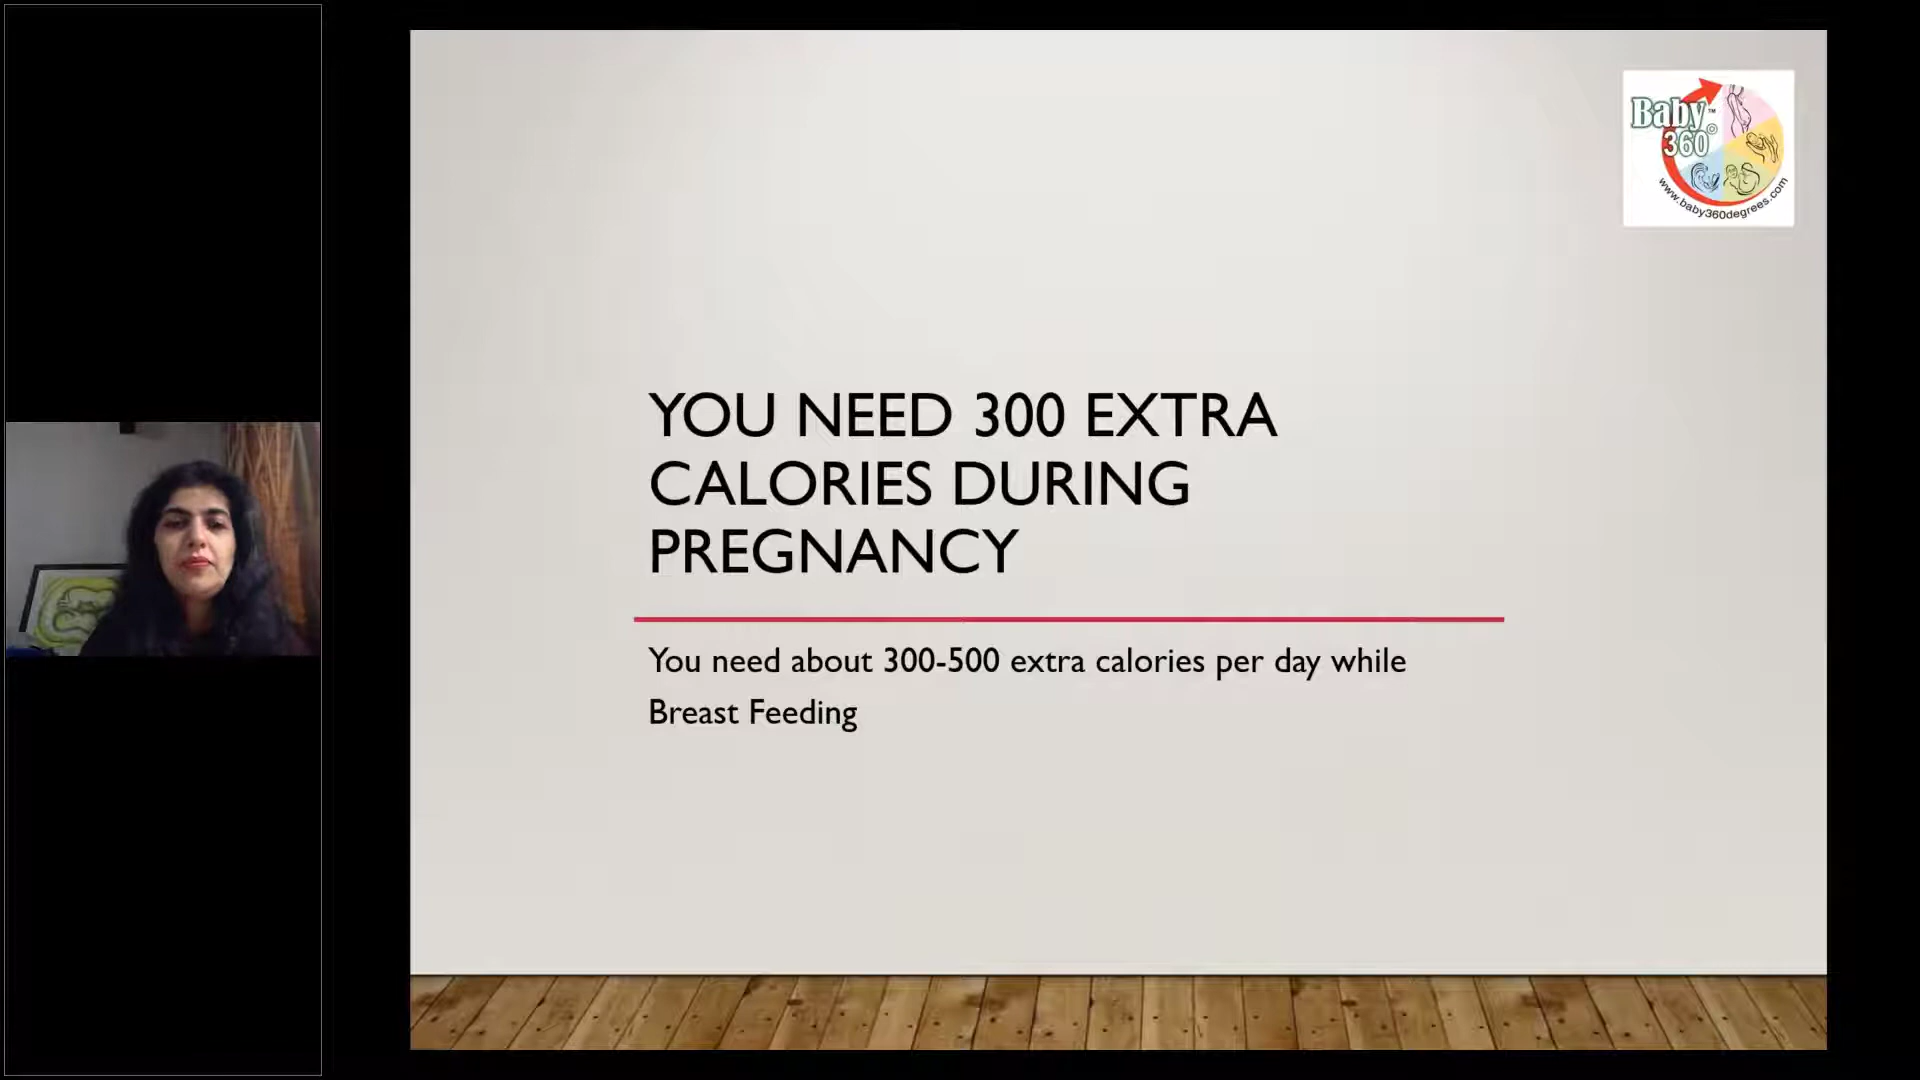 Baby™
360°
www.baby360degrees.com
YOU NEED 300 EXTRA
CALORIES DURING
PREGNANCY
You need about 300-500 extra calories per day while
Breast Feeding